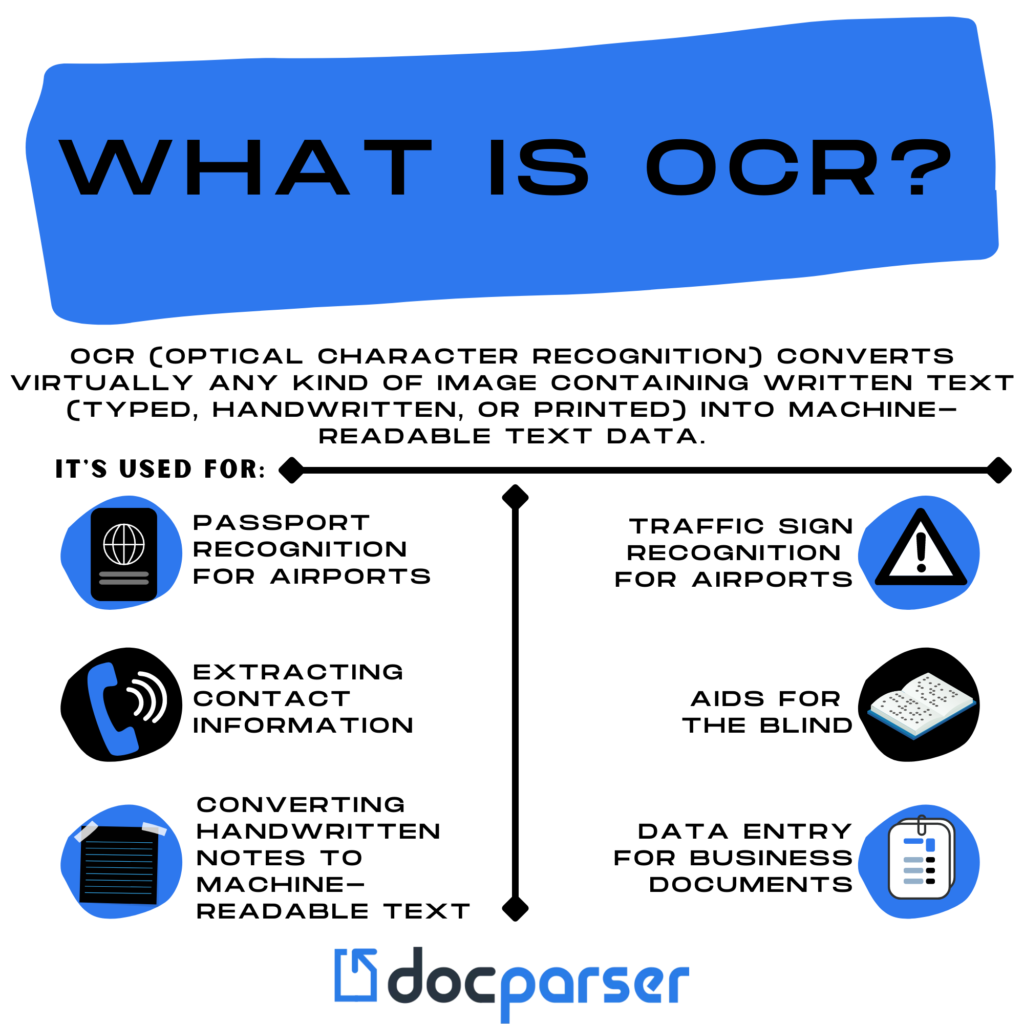 WHAT IS OCR?
OCR (OPTICAL CHARACTER RECOGNITION) CONVERTS
VIRTUALLY ANY KIND OF IMAGE CONTAINING WRITTEN TEXT
(TYPED, HANDWRITTEN, OR PRINTED) INTO MACHINE-
READABLE TEXT DATA.
IT'S USED FOR:
PASSPORT
RECOGNITION
FOR AIRPORTS
EXTRACTING
CONTACT
INFORMATION
CONVERTING
HANDWRITTEN
NOTES TO
MACHINE-
READABLE TEXT
TRAFFIC SIGN
RECOGNITION
FOR AIRPORTS
AIDS FOR
THE BLIND
DATA ENTRY
FOR BUSINESS
DOCUMENTS
docparser